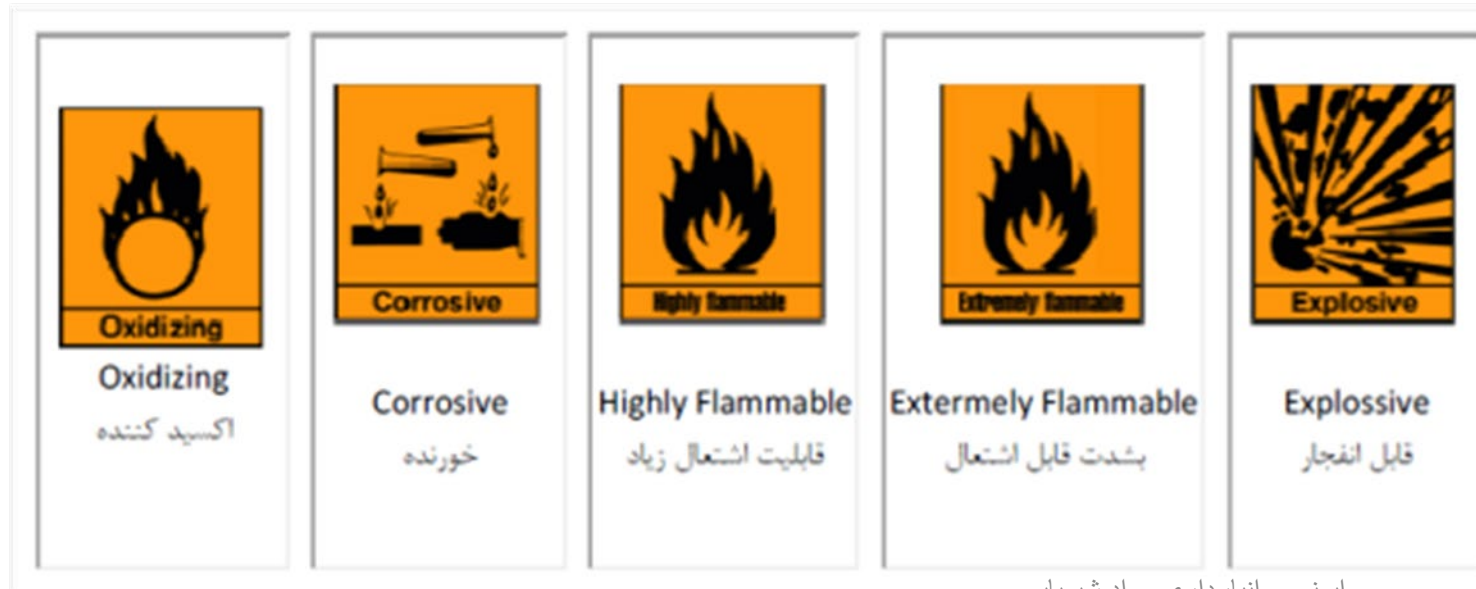 Oxidizing
Oxidizing
اکسید کننده
Corrosive
Corrosive
خورنده
Highly flammable
Highly Flammable
قابلیت اشتعال زیاد
Extremely flammable
Extermely Flammable
بشدت قابل اشتعال
Explosive
Explossive
قابل انفجار